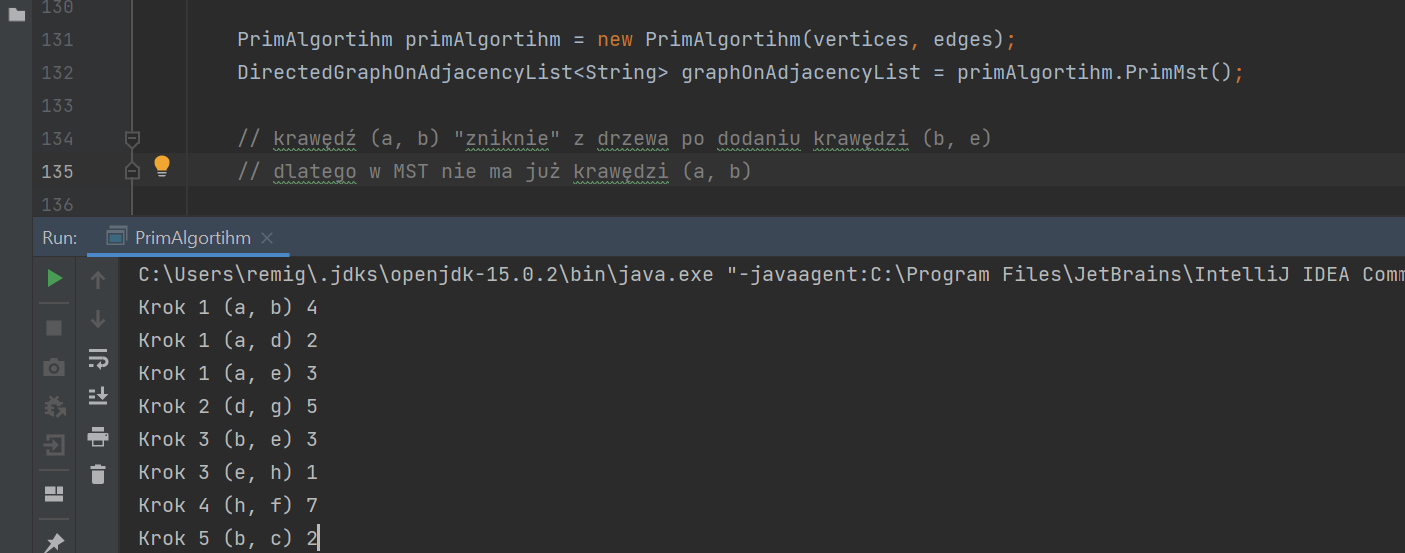 130
131 PrimAlgortihm primAlgortihm = new PrimAlgortihm(vertices, edges);
132 DirectedGraphOnAdjacencyList<String> graphOnAdjacencyList = primAlgortihm.PrimMst();
133
134 // krawędź (a, b) "zniknie" z drzewa po dodaniu krawędzi (b, e)
135 // dlatego w MST nie ma już krawędzi (a, b)
136
Run: PrimAlgortihm ×
C:\Users\remig\.jdks\openjdk-15.0.2\bin\java.exe "-javaagent:C:\Program Files\JetBrains\IntelliJ IDEA Comm
Krok 1 (a, b) 4
Krok 1 (a, d) 2
Krok 1 (a, e) 3
Krok 2 (d, g) 5
Krok 3 (b, e) 3
Krok 3 (e, h) 1
Krok 4 (h, f) 7
Krok 5 (b, c) 2